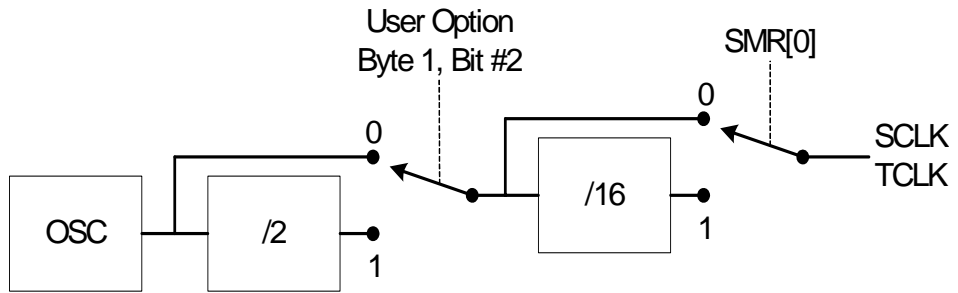 User Option
Byte 1, Bit #2
SMR[0]
0
0
SCLK
TCLK
OSC
/2
1
/16
1